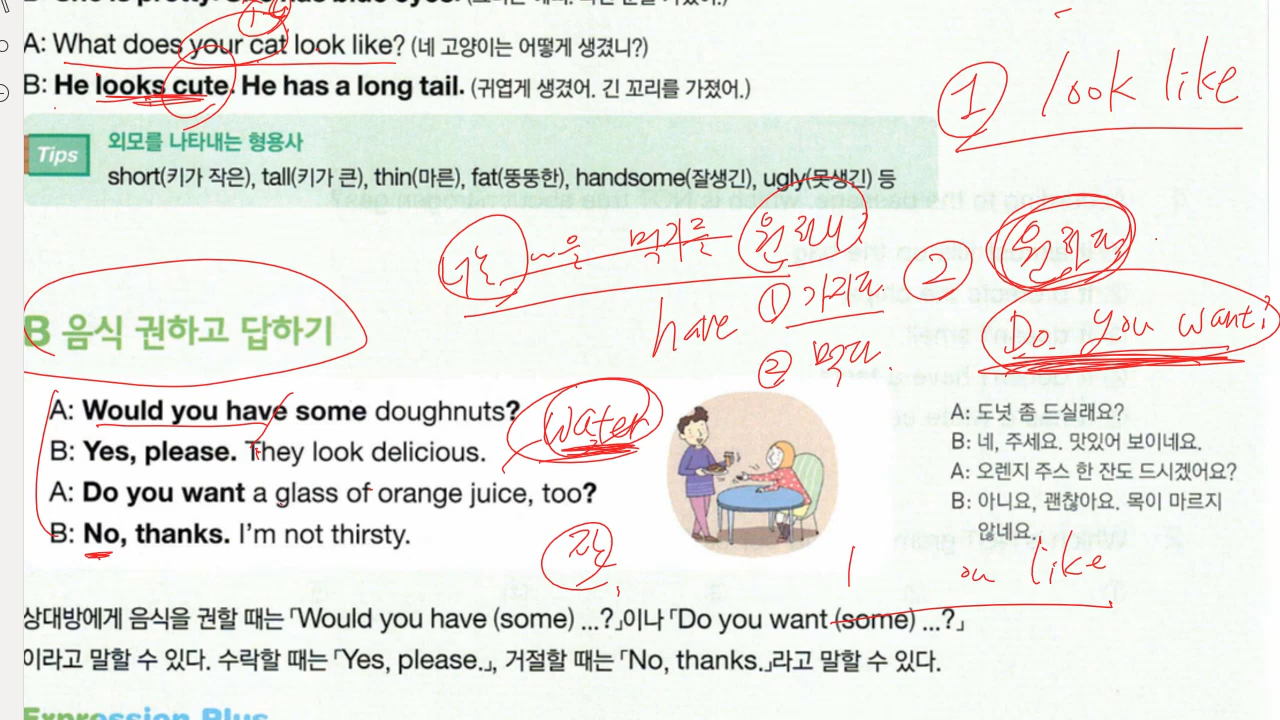 B: She is pretty. She has blue eyes.
A: What does your cat look like? (네 고양이는 어떻게 생겼니?)
B: He looks cute. He has a long tail. (귀엽게 생겼어. 긴 꼬리를 가졌어.)
① look like
Tips
외모를 나타내는 형용사
short(키가 작은), tall(키가 큰), thin(마른), fat(뚱뚱한), handsome(잘생긴), ugly(못생긴) 등
너는 ~을 먹기를 원하니?
② 원하다
have ① 가지다
② 먹다
Do you want?
B 음식 권하고 답하기
A: Would you have some doughnuts?
water
B: Yes, please. They look delicious.
A: Do you want a glass of orange juice, too?
B: No, thanks. I'm not thirsty.
잔
A: 도넛 좀 드실래요?
B: 네, 주세요. 맛있어 보이네요.
A: 오렌지 주스 한 잔도 드시겠어요?
B: 아니요, 괜찮아요. 목이 마르지
않네요.
like
상대방에게 음식을 권할 때는 「Would you have (some) ...?」이나 「Do you want (some) ...?」
이라고 말할 수 있다. 수락할 때는 「Yes, please.」, 거절할 때는 「No, thanks.」라고 말할 수 있다.
Expression Plus